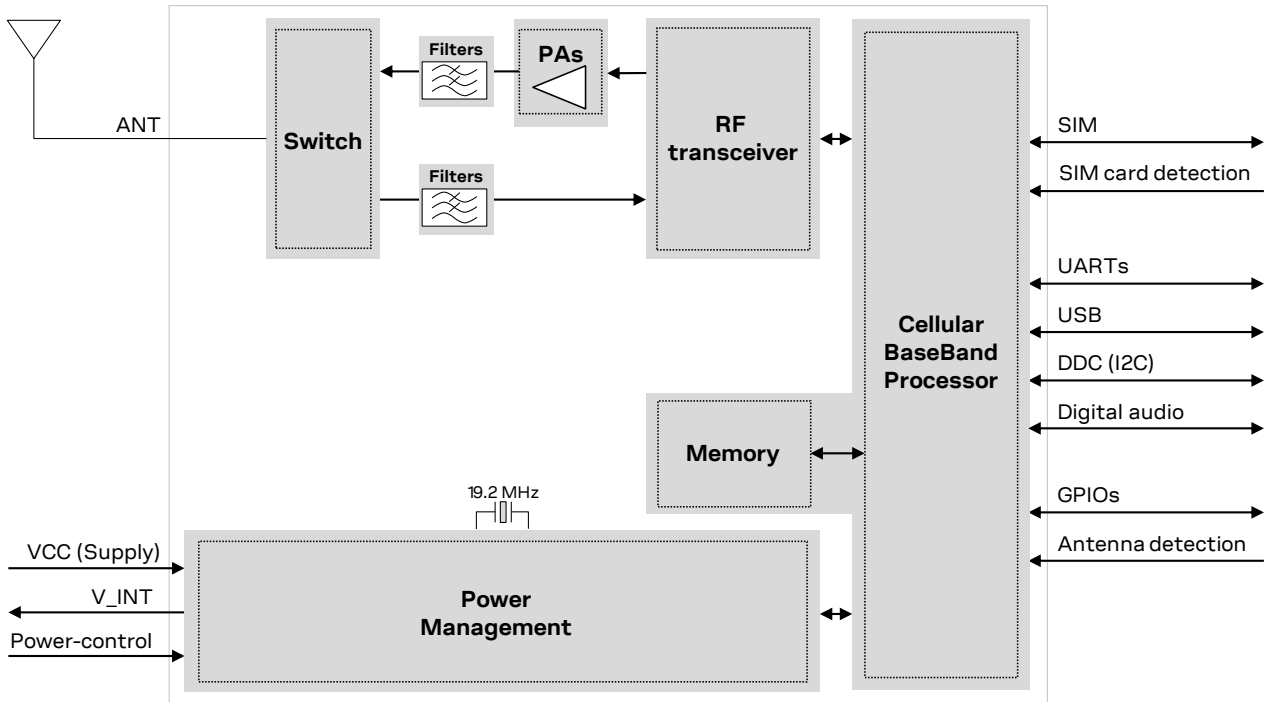 Filters
PAs
ANT
Switch
RF
transceiver
Filters
SIM
SIM card detection
UARTs
USB
DDC (I2C)
Digital audio
GPIOs
Antenna detection
Cellular
BaseBand
Processor
Memory
19.2 MHz
VCC (Supply)
V_INT
Power-control
Power
Management